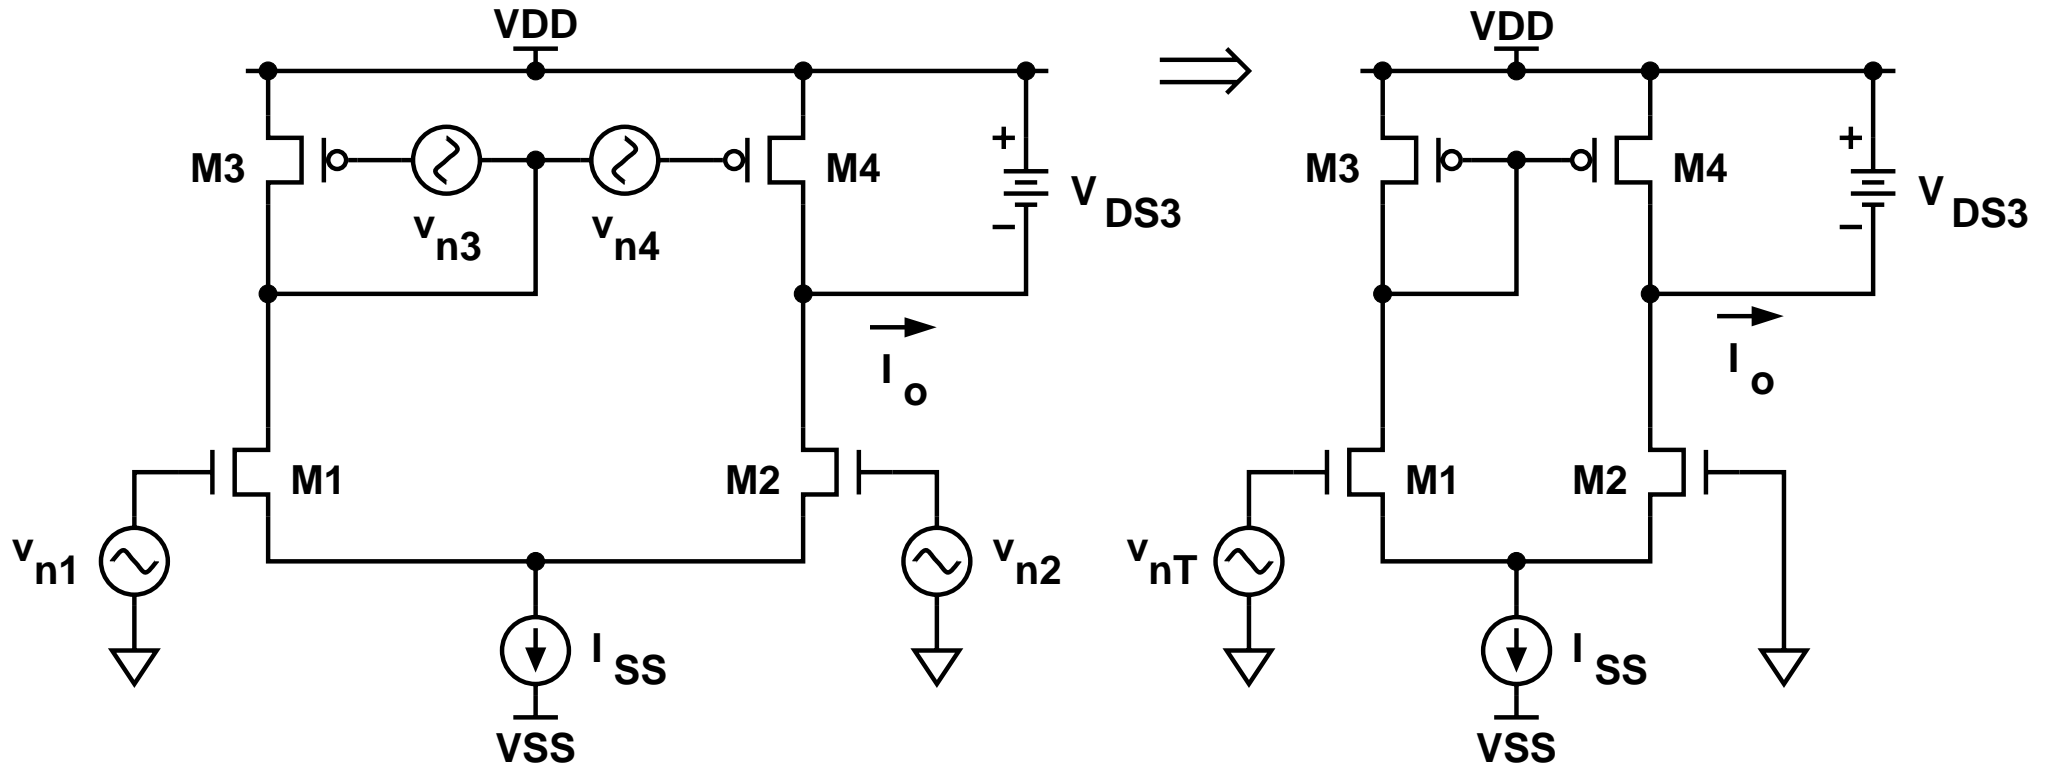 VDD
VDD
M3
M4
+
V DS3
−
v n3
v n4
M3
M4
+
V DS3
−
I o
I o
M1
M2
M1
M2
v n1
v n2
v nT
I SS
I SS
VSS
VSS